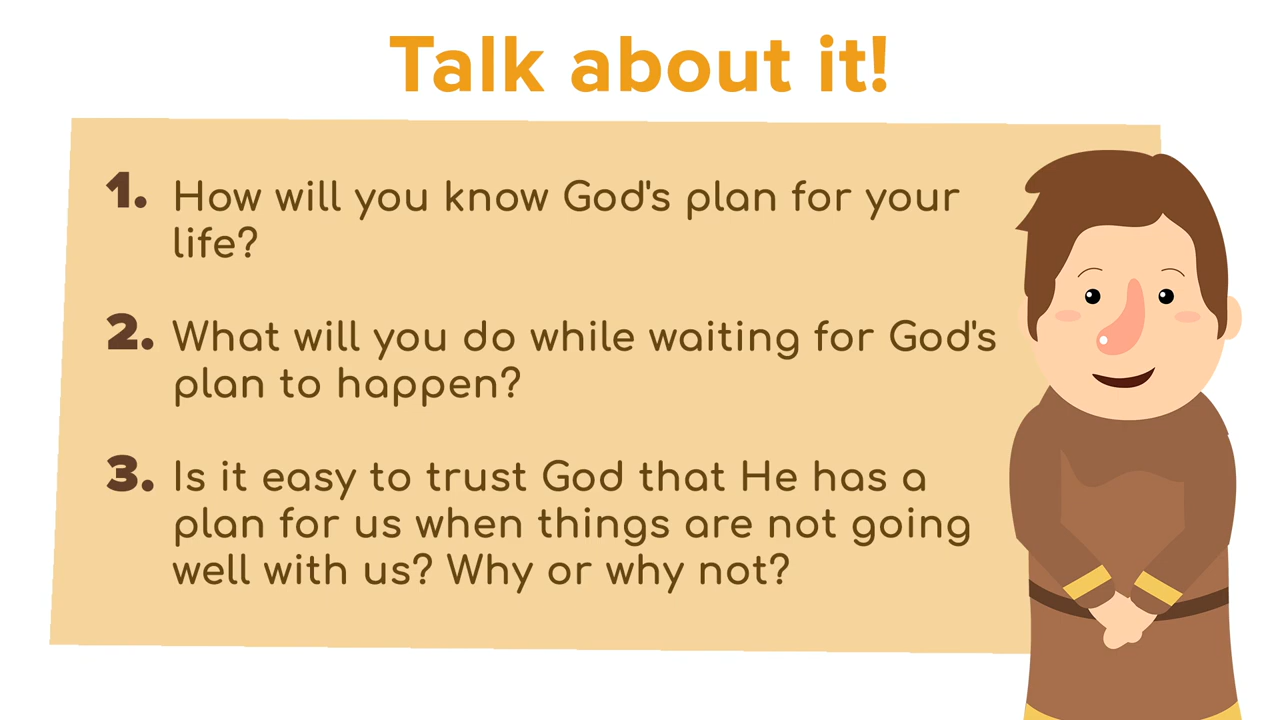 Talk about it!
1. How will you know God's plan for your
life?
2. What will you do while waiting for God's
plan to happen?
3. Is it easy to trust God that He has a
plan for us when things are not going
well with us? Why or why not?